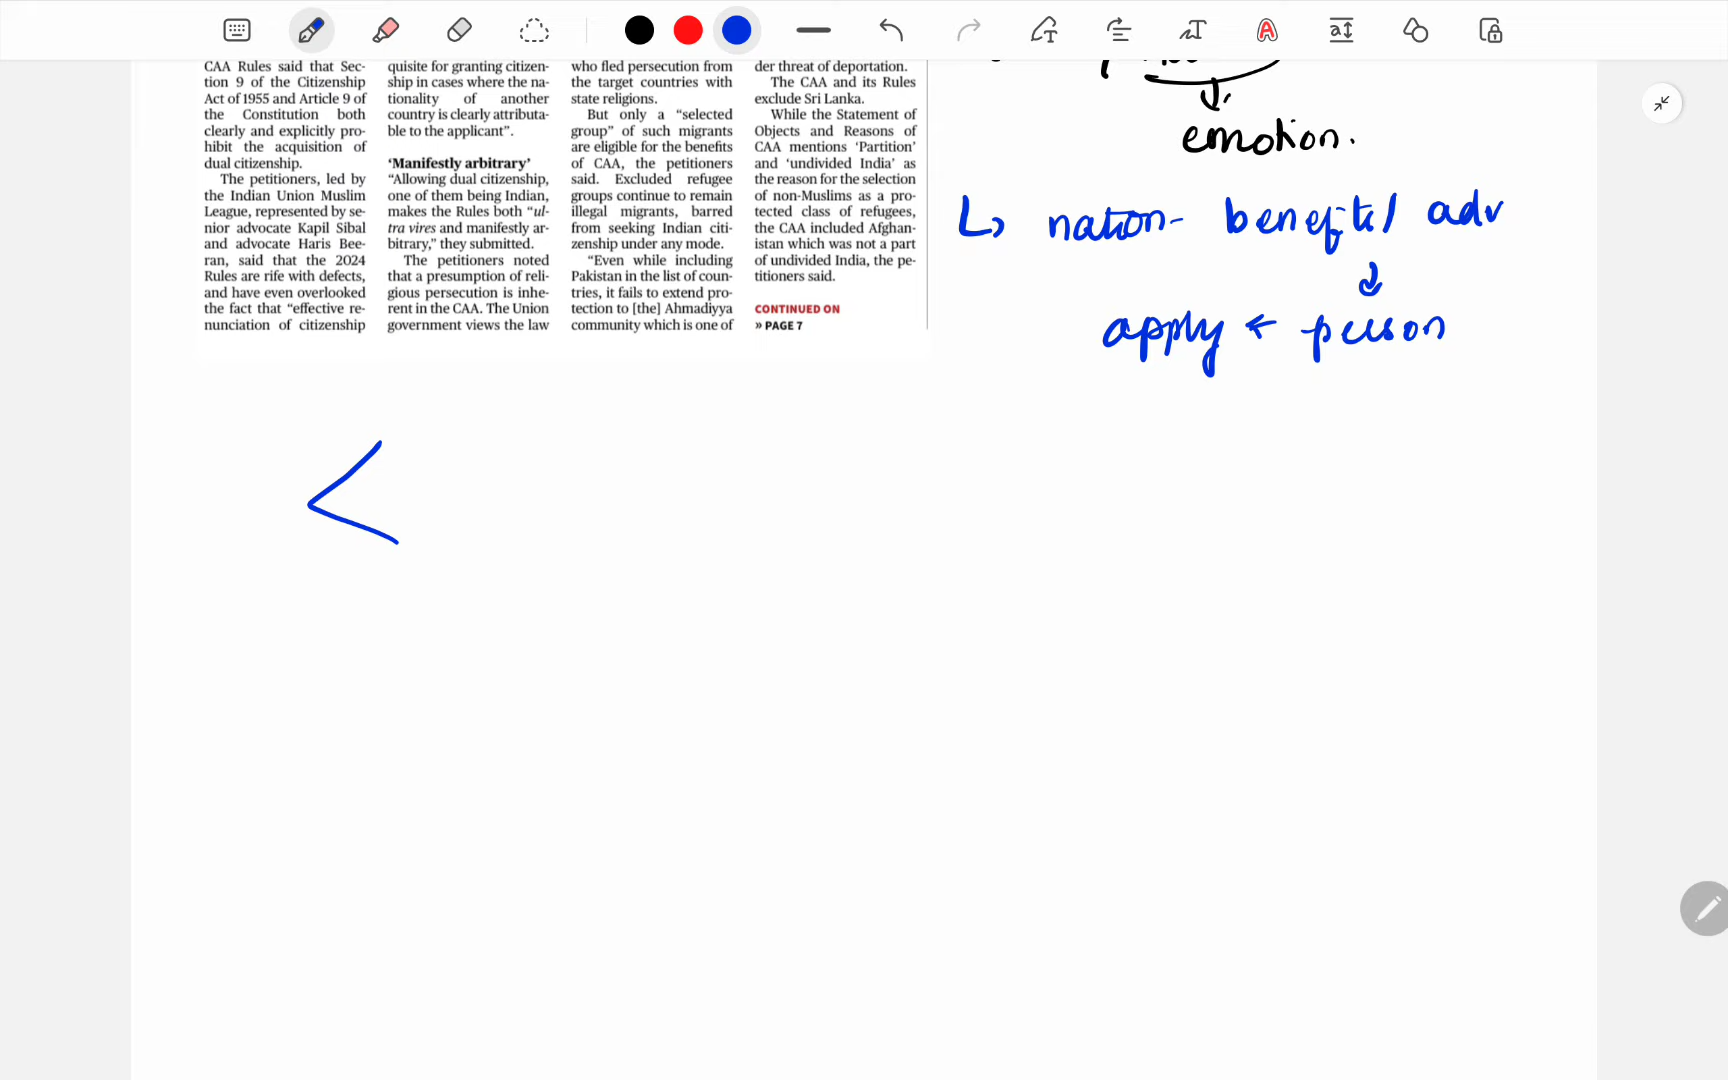 CAA Rules said that Sec-
tion 9 of the Citizenship
Act of 1955 and Article 9 of
the Constitution both
clearly and explicitly pro-
hibit the acquisition of
dual citizenship.
The petitioners, led by
the Indian Union Muslim
League, represented by se-
nior advocate Kapil Sibal
and advocate Haris Bee-
ran, said that the 2024
Rules are rife with defects,
and have even overlooked
the fact that “effective re-
nunciation of citizenship
quisite for granting citizen-
ship in cases where the na-
tionality of another
country is clearly attributa-
ble to the applicant”.
‘Manifestly arbitrary’
“Allowing dual citizenship,
one of them being Indian,
makes the Rules both “ul-
tra vires and manifestly ar-
bitrary,” they submitted.
The petitioners noted
that a presumption of reli-
gious persecution is inhe-
rent in the CAA. The Union
government views the law
who fled persecution from
the target countries with
state religions.
But only a “selected
group” of such migrants
are eligible for the benefits
of CAA, the petitioners
said. Excluded refugee
groups continue to remain
illegal migrants, barred
from seeking Indian citi-
zenship under any mode.
“Even while including
Pakistan in the list of coun-
tries, it fails to extend pro-
tection to [the] Ahmadiyya
community which is one of
der threat of deportation.
The CAA and its Rules
exclude Sri Lanka.
While the Statement of
Objects and Reasons of
CAA mentions ‘Partition’
and ‘undivided India’ as
the reason for the selection
of non-Muslims as a pro-
tected class of refugees,
the CAA included Afghan-
istan which was not a part
of undivided India, the pe-
titioners said.
CONTINUED ON
» PAGE 7
emotion.
nation- benefits/ adv
apply ← person